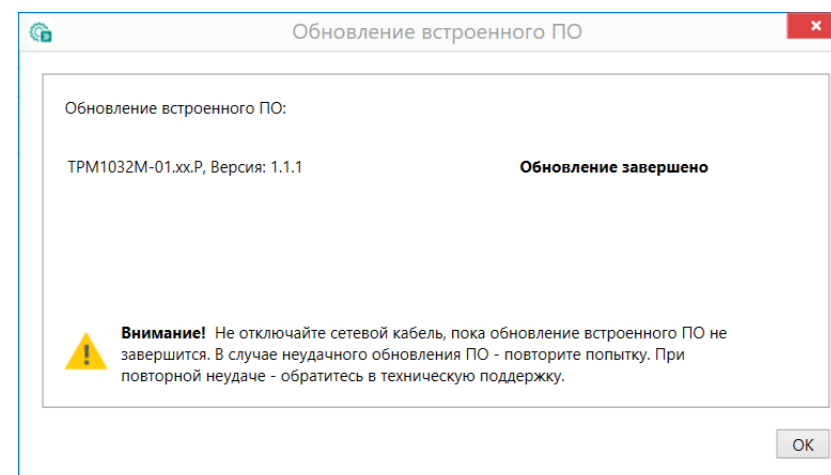 Обновление встроенного ПО
Обновление встроенного ПО:
ТРМ1032М-01.xx.Р, Версия: 1.1.1 Обновление завершено
Внимание! Не отключайте сетевой кабель, пока обновление встроенного ПО не
завершится. В случае неудачного обновления ПО - повторите попытку. При
повторной неудаче - обратитесь в техническую поддержку.
ОК